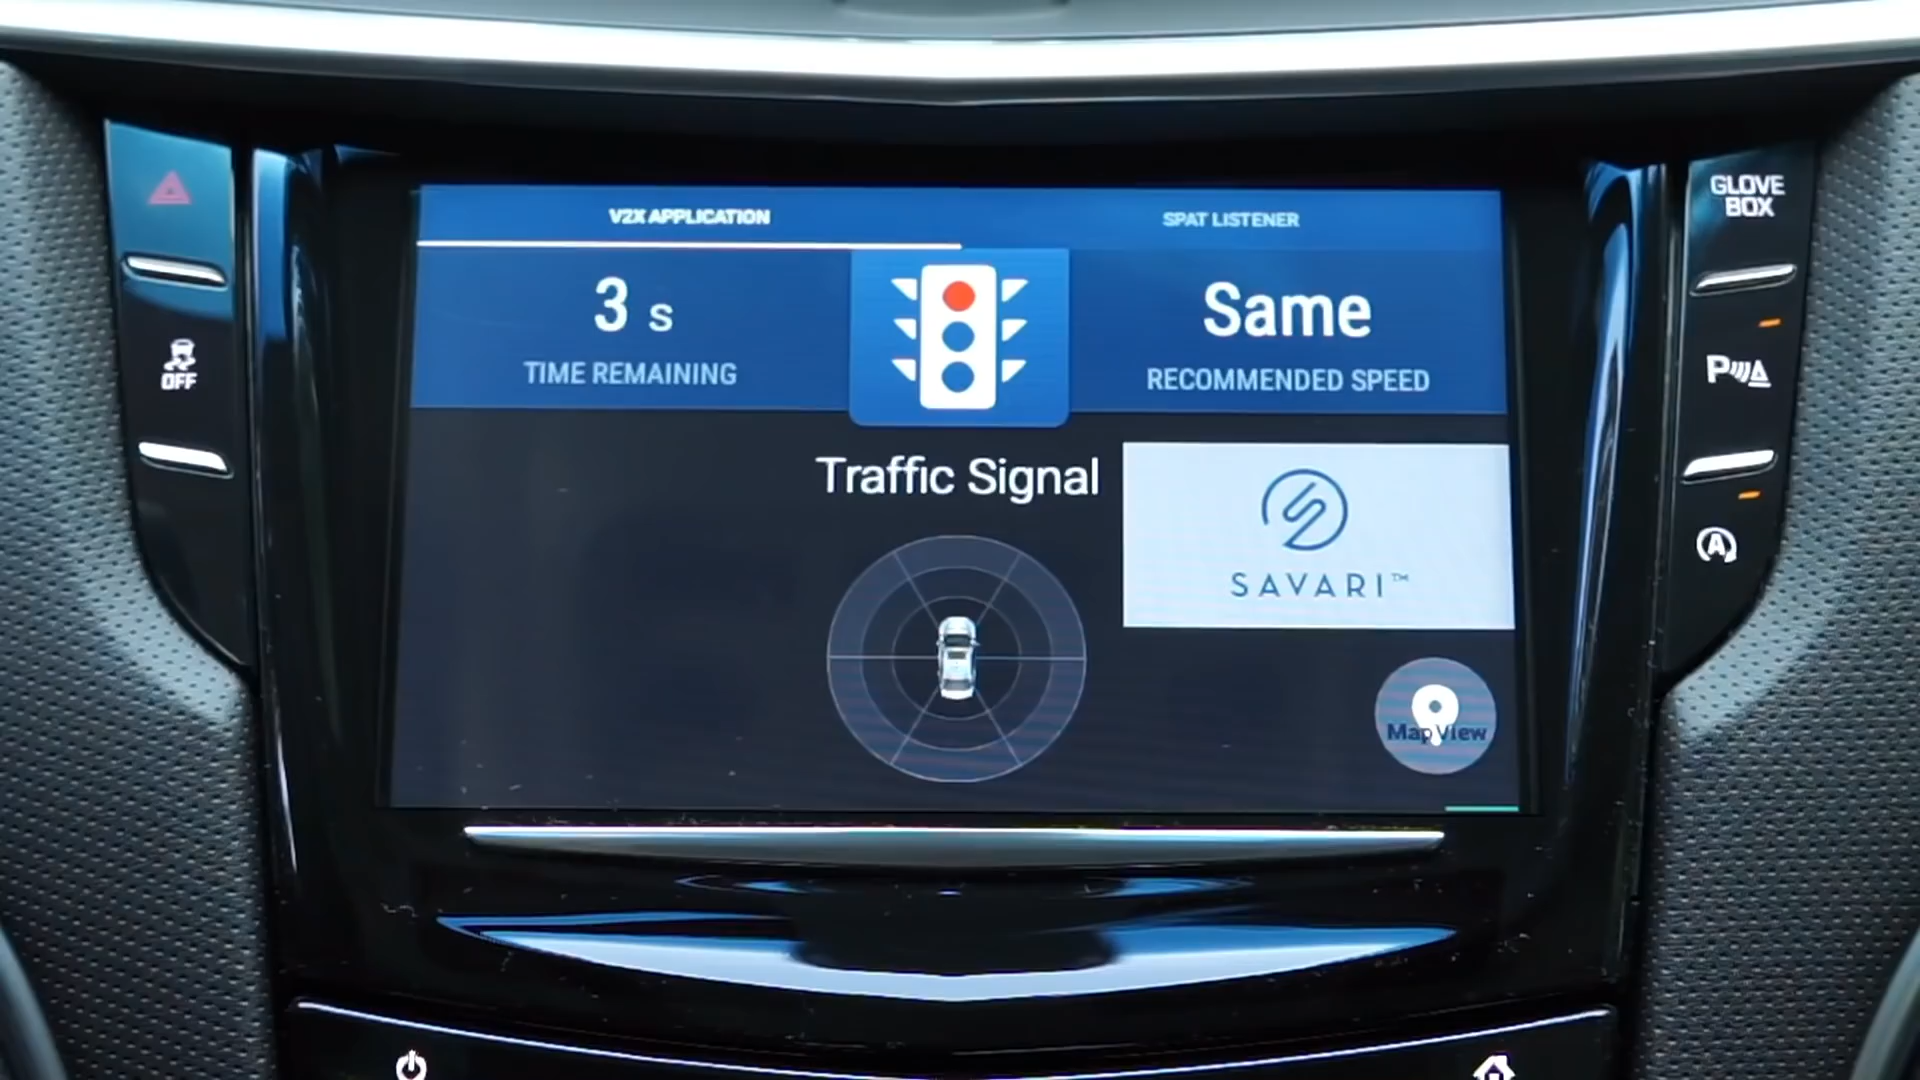 V2X APPLICATION
SPAT LISTENER
3 s
TIME REMAINING
Same
RECOMMENDED SPEED
Traffic Signal
SAVARI™
Map View
OFF
GLOVE
BOX
P
A